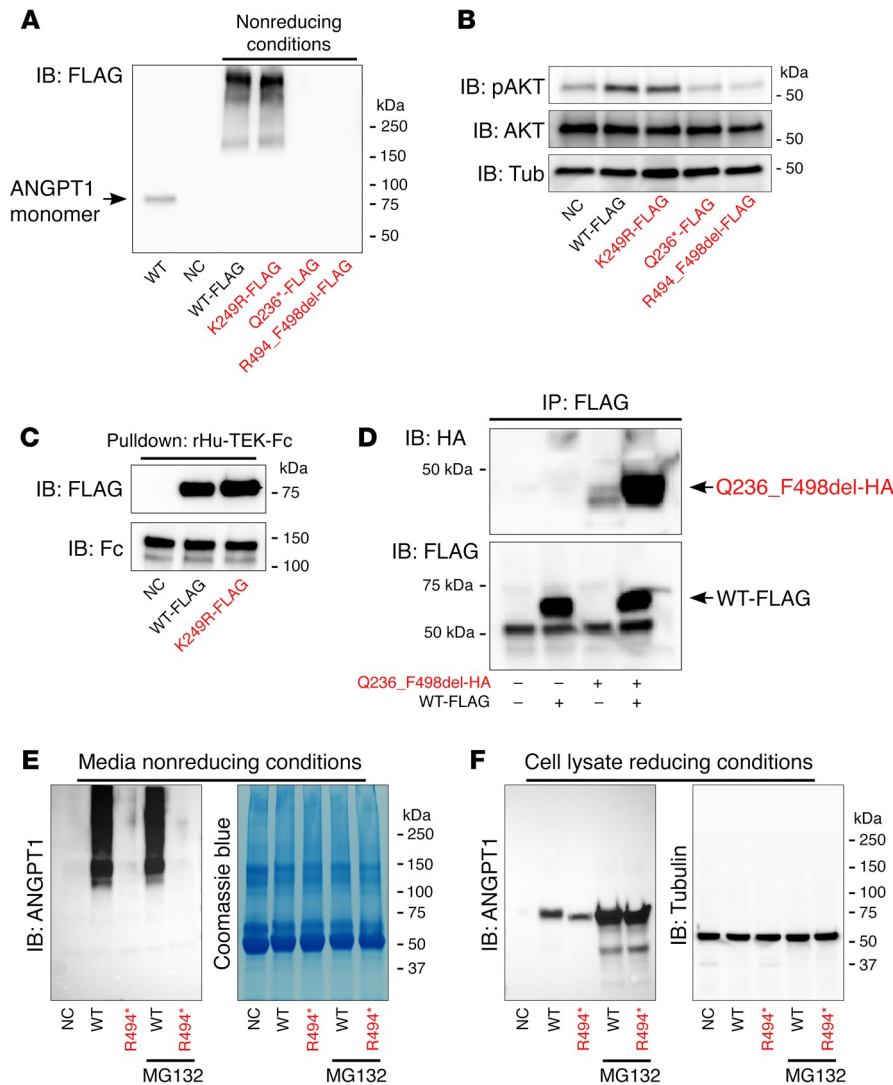 A
Nonreducing
conditions
IB: FLAG
kDa
- 250
- 150
- 100
- 75
- 50
ANGPT1
monomer
WT
NC
WT-FLAG
K249R-FLAG
Q236*-FLAG
R494_F498del-FLAG
B
kDa
IB: pAKT
- 50
IB: AKT
- 50
IB: Tub
- 50
NC
WT-FLAG
K249R-FLAG
Q236*-FLAG
R494_F498del-FLAG
C
Pulldown: rHu-TEK-Fc
kDa
IB: FLAG
- 75
IB: Fc
- 150
- 100
NC
WT-FLAG
K249R-FLAG
D
IP: FLAG
IB: HA
50 kDa -
Q236_F498del-HA
IB: FLAG
75 kDa -
WT-FLAG
50 kDa -
Q236_F498del-HA – – + +
WT-FLAG – + – +
E
Media nonreducing conditions
IB: ANGPT1
Coomassie blue
kDa
- 250
- 150
- 100
- 75
- 50
- 37
NC
WT
R494*
WT
R494*
MG132
NC
WT
R494*
WT
R494*
MG132
F
Cell lysate reducing conditions
IB: ANGPT1
IB: Tubulin
kDa
- 250
- 150
- 100
- 75
- 50
- 37
NC
WT
R494*
WT
R494*
MG132
NC
WT
R494*
WT
R494*
MG132